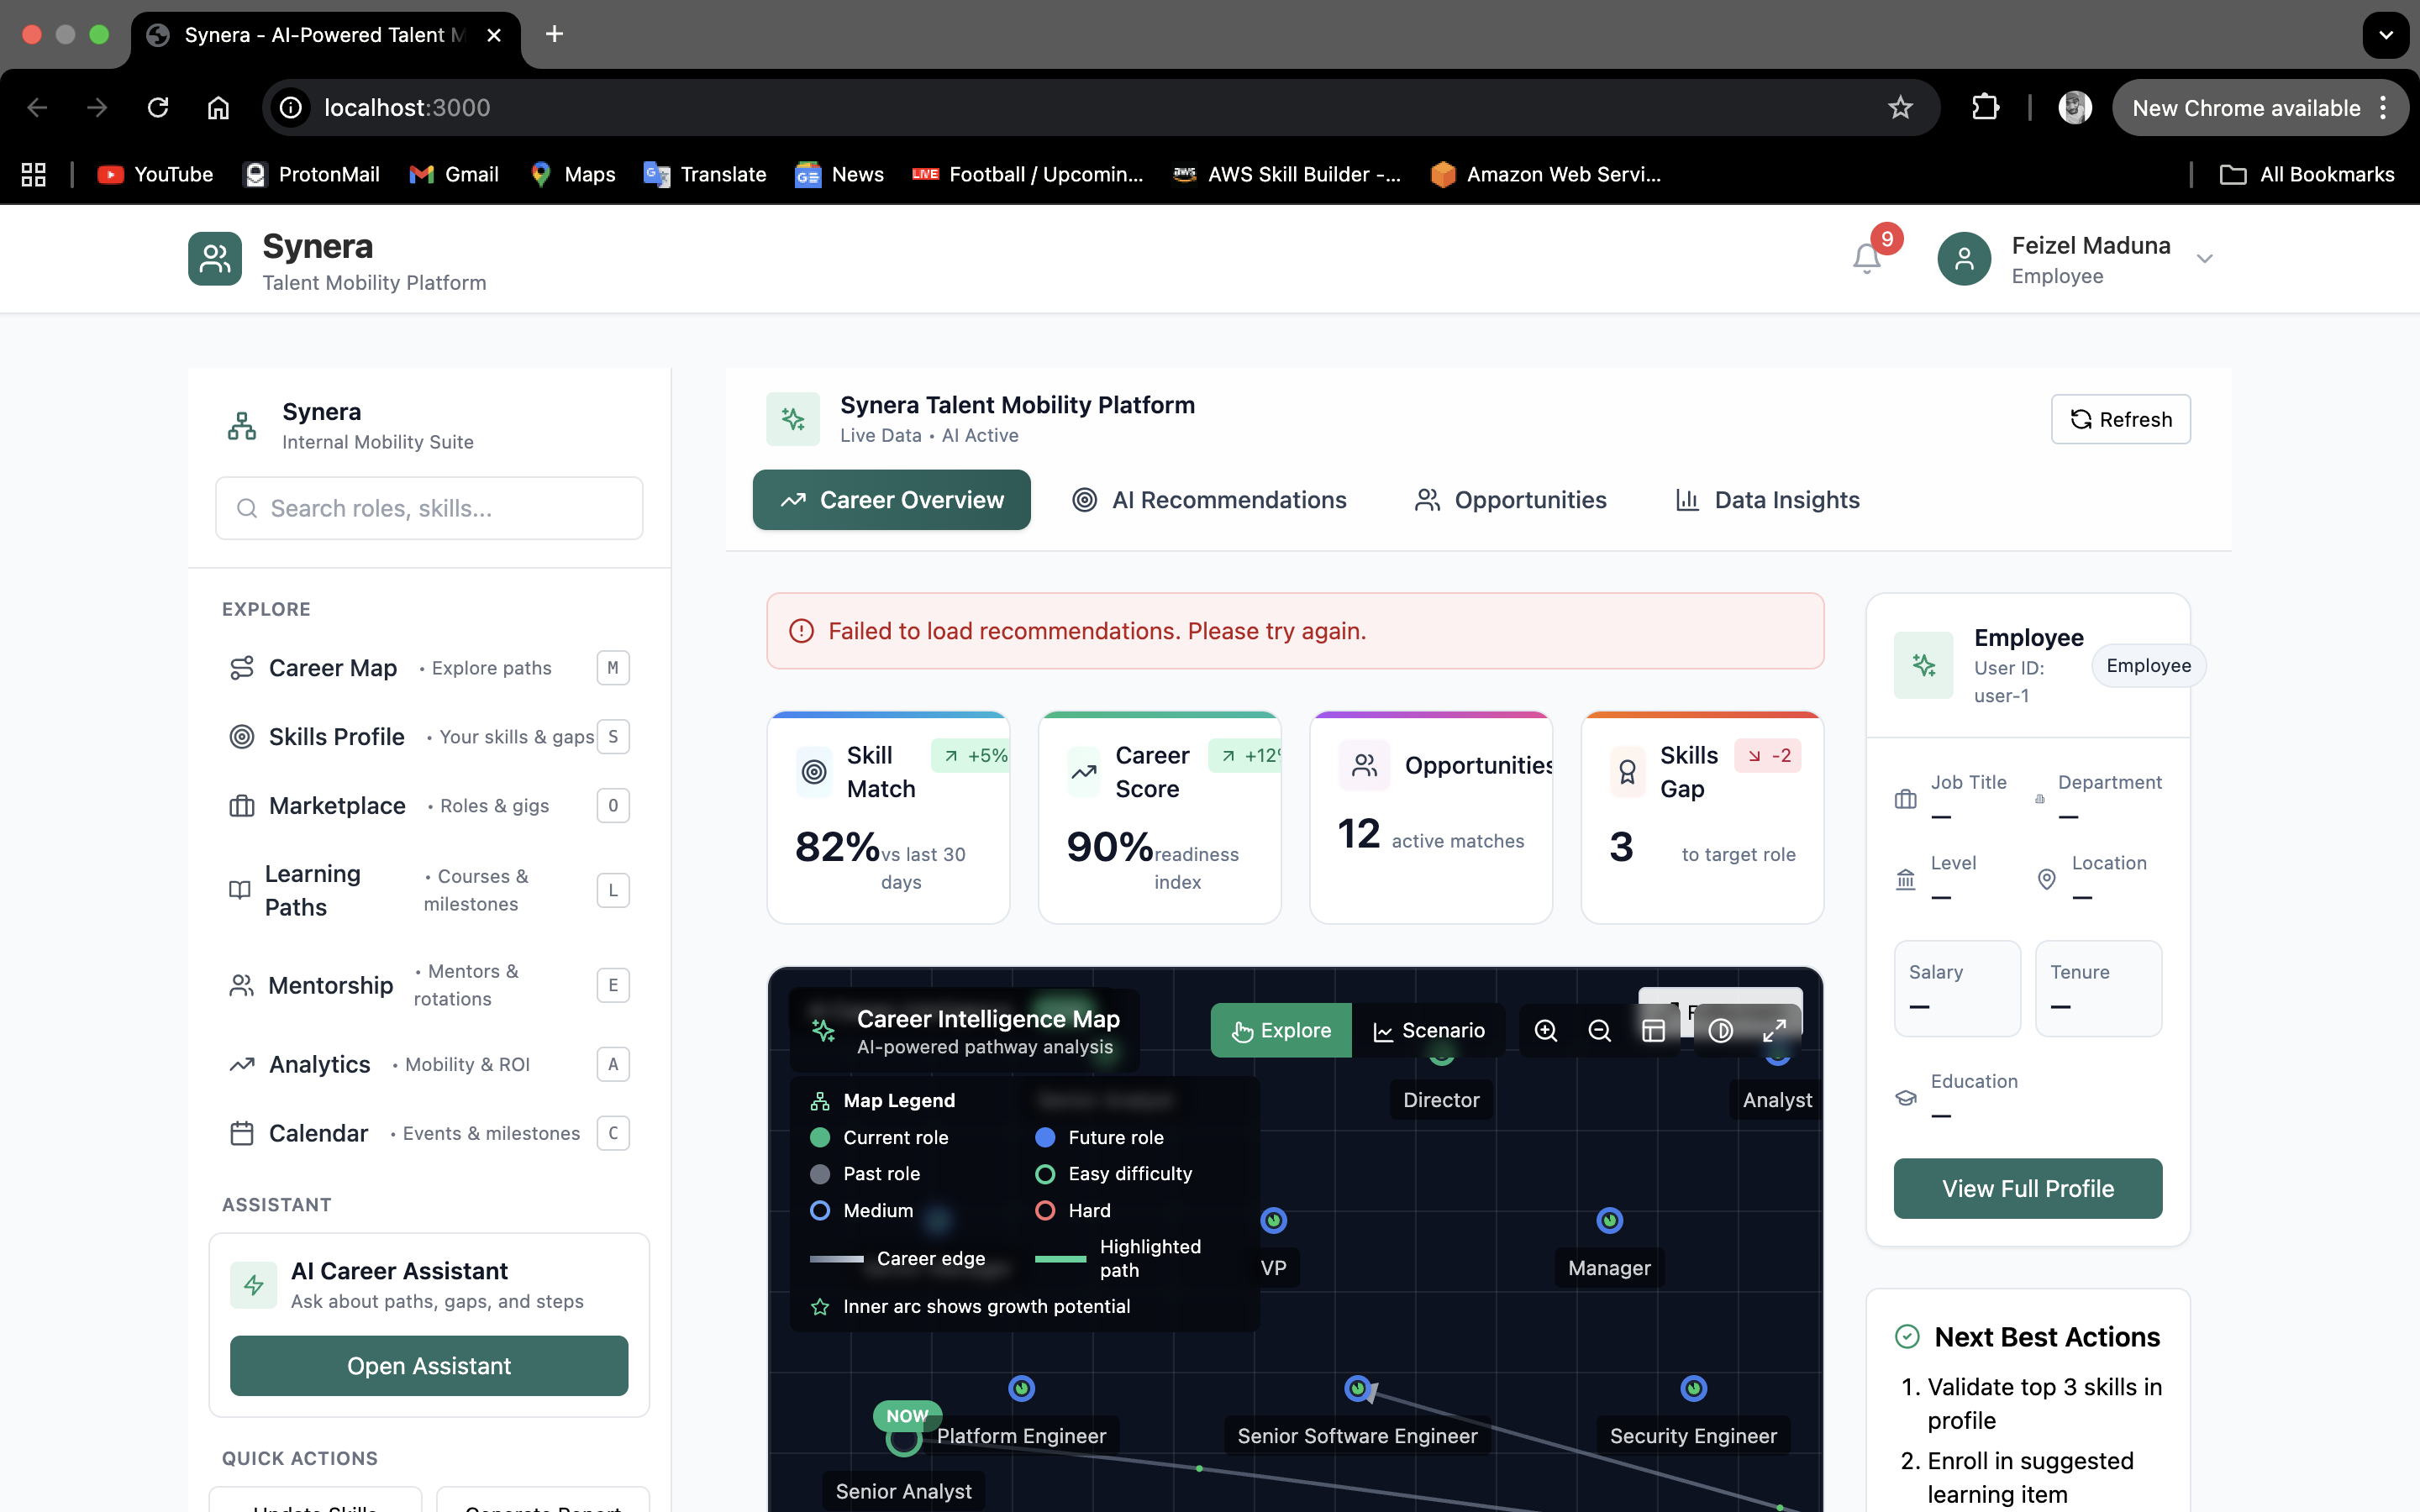 Synera - AI-Powered Talent M
localhost:3000
New Chrome available
YouTube
ProtonMail
Gmail
Maps
Translate
News
LIVE
Football / Upcomin...
aws
AWS Skill Builder -...
Amazon Web Servi...
All Bookmarks
Synera
Talent Mobility Platform
9
Feizel Maduna
Employee
Synera
Internal Mobility Suite
Search roles, skills...
EXPLORE
Career Map • Explore paths M
Skills Profile • Your skills & gaps S
Marketplace • Roles & gigs O
Learning Paths • Courses & milestones L
Mentorship • Mentors & rotations E
Analytics • Mobility & ROI A
Calendar • Events & milestones C
ASSISTANT
AI Career Assistant
Ask about paths, gaps, and steps
Open Assistant
QUICK ACTIONS
Update Skills
Generate Report
Synera Talent Mobility Platform
Live Data • AI Active
Refresh
Career Overview
AI Recommendations
Opportunities
Data Insights
Failed to load recommendations. Please try again.
Skill Match
+5%
82%
vs last 30 days
Career Score
+12%
90%
readiness index
Opportunities
12 active matches
Skills Gap
-2
3
to target role
Career Intelligence Map
AI-powered pathway analysis
Explore
Scenario
Map Legend
Current role
Future role
Past role
Easy difficulty
Medium
Hard
Career edge
Highlighted path
Inner arc shows growth potential
Director
Analyst
VP
Manager
NOW
Platform Engineer
Senior Software Engineer
Security Engineer
Senior Analyst
Employee
User ID:
user-1
Employee
Job Title
—
Department
—
Level
—
Location
—
Salary
—
Tenure
—
Education
—
View Full Profile
Next Best Actions
1. Validate top 3 skills in
profile
2. Enroll in suggested
learning item